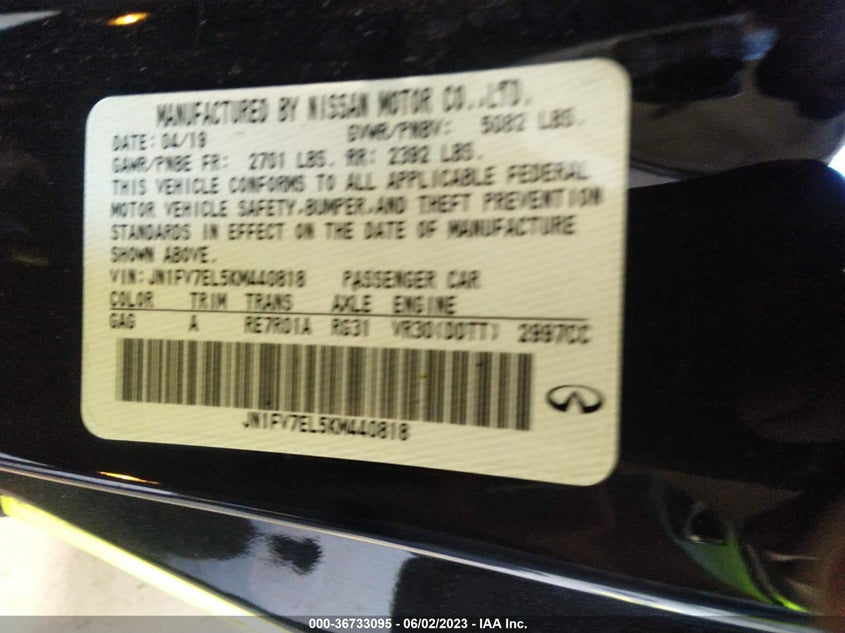 MANUFACTURED BY NISSAN MOTOR CO.,LTD.
DATE: 04/19 GVWR/PNBV: 5082 LBS.
GAWR/PNBE FR: 2701 LBS. RR: 2392 LBS.
THIS VEHICLE CONFORMS TO ALL APPLICABLE FEDERAL
MOTOR VEHICLE SAFETY,BUMPER,AND THEFT PREVENTION
STANDARDS IN EFFECT ON THE DATE OF MANUFACTURE
SHOWN ABOVE.
VIN:JN1FV7EL5KM440818 PASSENGER CAR
COLOR TRIM TRANS AXLE ENGINE
GAG A RE7R01A RG31 VR30(DDTT) 2997CC
JN1FV7EL5KM440818
000-36733095 - 06/02/2023 - IAA Inc.